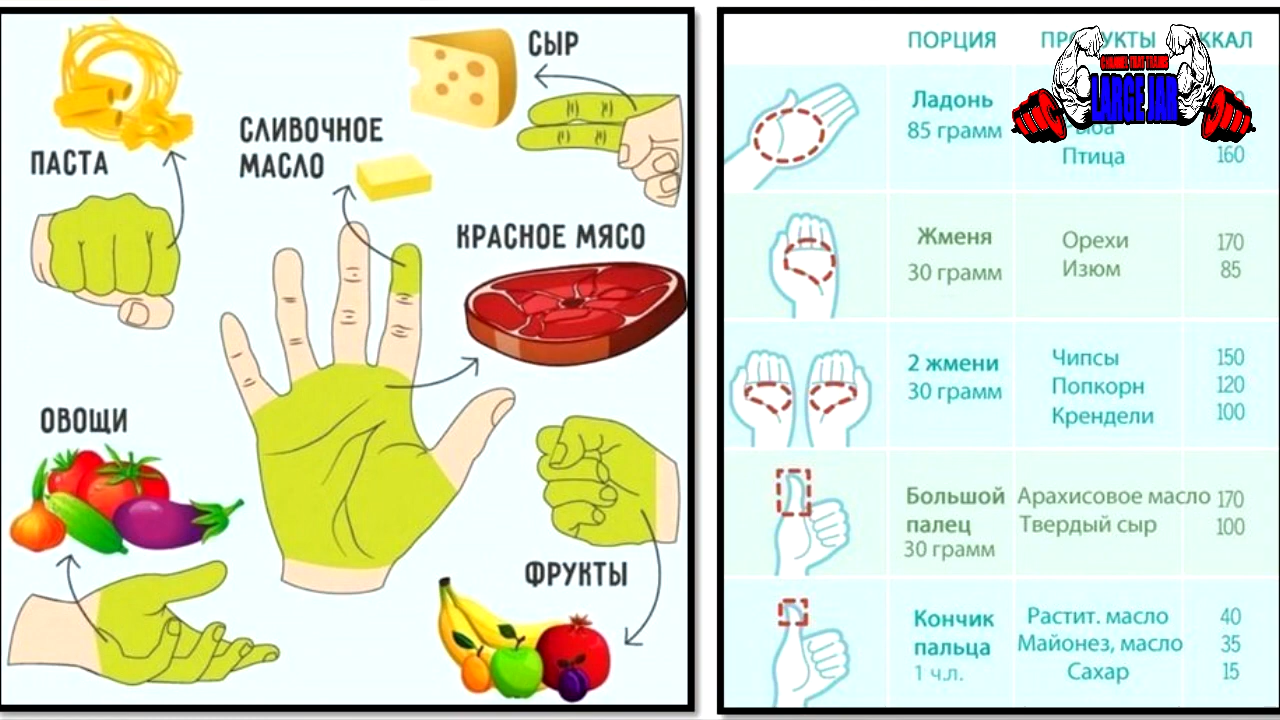 СЫР
СЛИВОЧНОЕ
МАСЛО
ПАСТА
КРАСНОЕ МЯСО
ОВОЩИ
ФРУКТЫ
ПОРЦИЯ
ККАЛ
LARGE JAR
Ладонь
85 грамм
Птица 160
Жменя
30 грамм
Орехи 170
Изюм 85
2 жмени
30 грамм
Чипсы 150
Попкорн 120
Крендели 100
Большой
палец
30 грамм
Арахисовое масло 170
Твердый сыр 100
Кончик
пальца
1 ч.л.
Растит. масло 40
Майонез, масло 35
Сахар 15